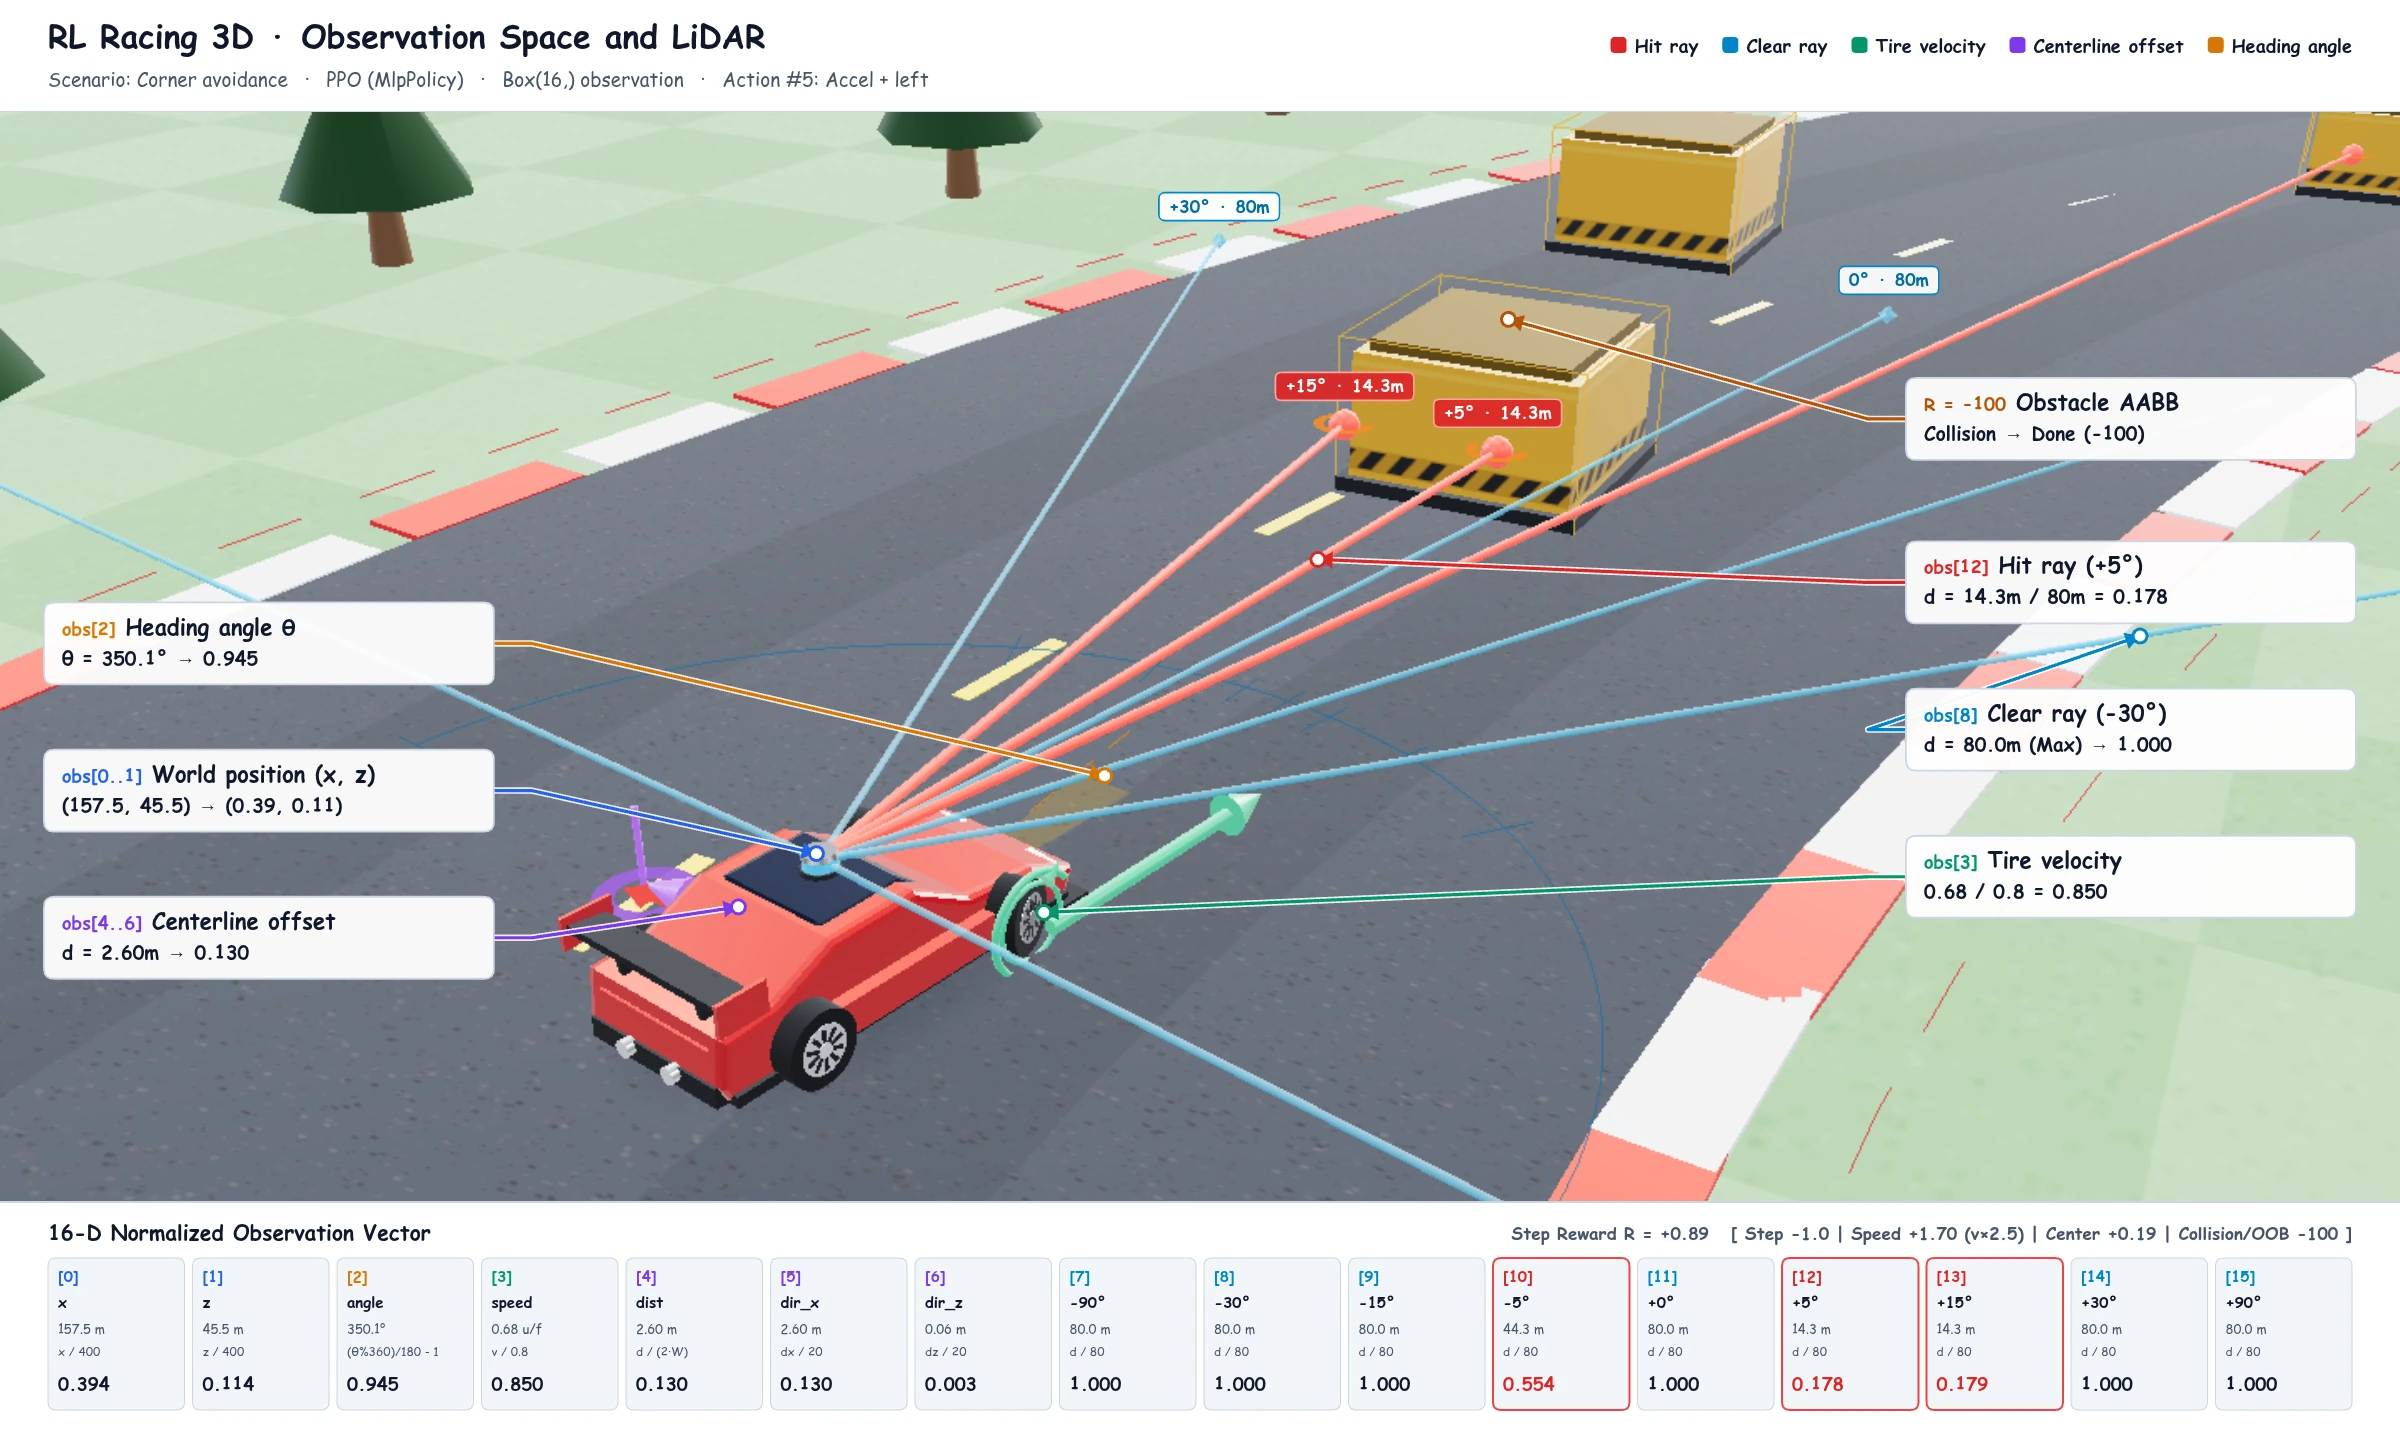 RL Racing 3D · Observation Space and LiDAR
Scenario: Corner avoidance · PPO (MlpPolicy) · Box(16,) observation · Action #5: Accel + left
Hit ray
Clear ray
Tire velocity
Centerline offset
Heading angle
+30° · 80m
0° · 80m
+15° · 14.3m
+5° · 14.3m
R = -100 Obstacle AABB
Collision → Done (-100)
obs[12] Hit ray (+5°)
d = 14.3m / 80m = 0.178
obs[8] Clear ray (-30°)
d = 80.0m (Max) → 1.000
obs[3] Tire velocity
0.68 / 0.8 = 0.850
obs[2] Heading angle θ
θ = 350.1° → 0.945
obs[0..1] World position (x, z)
(157.5, 45.5) → (0.39, 0.11)
obs[4..6] Centerline offset
d = 2.60m → 0.130
16-D Normalized Observation Vector
Step Reward R = +0.89 [ Step -1.0 | Speed +1.70 (v×2.5) | Center +0.19 | Collision/OOB -100 ]
[0]
x
157.5 m
x / 400
0.394
[1]
z
45.5 m
z / 400
0.114
[2]
angle
350.1°
(θ%360)/180 - 1
0.945
[3]
speed
0.68 u/f
v / 0.8
0.850
[4]
dist
2.60 m
d / (2·W)
0.130
[5]
dir_x
2.60 m
dx / 20
0.130
[6]
dir_z
0.06 m
dz / 20
0.003
[7]
-90°
80.0 m
d / 80
1.000
[8]
-30°
80.0 m
d / 80
1.000
[9]
-15°
80.0 m
d / 80
1.000
[10]
-5°
44.3 m
d / 80
0.554
[11]
+0°
80.0 m
d / 80
1.000
[12]
+5°
14.3 m
d / 80
0.178
[13]
+15°
14.3 m
d / 80
0.179
[14]
+30°
80.0 m
d / 80
1.000
[15]
+90°
80.0 m
d / 80
1.000